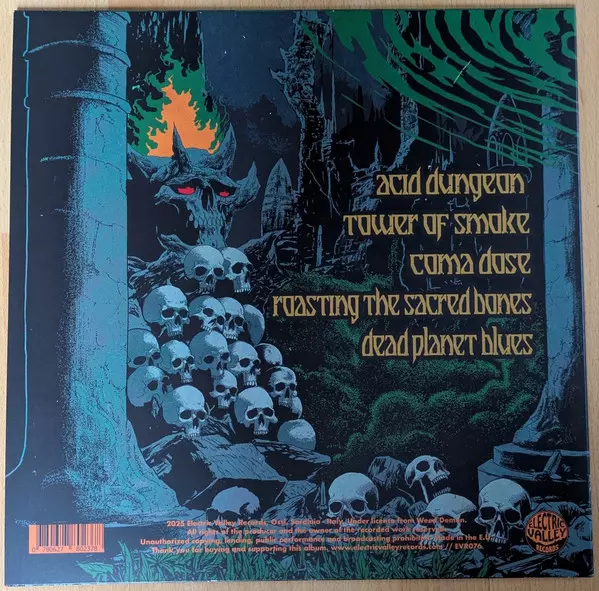 acid dungeon
Tower of smoke
coma dose
roasting the sacred bones
dead planet blues
2025 Electric Valley Records, Ossi, Sardinia - Italy. Under licence from Weed Demon.
All rights of the producer and the owner of the recorded work reserved.
Unauthorized copying, lending, public performance and broadcasting prohibited. Made in the E.U.
Thank you for buying and supporting this album, www.electricvalleyrecords.com // EVR076.
ELECTRIC
VALLEY
RECORDS